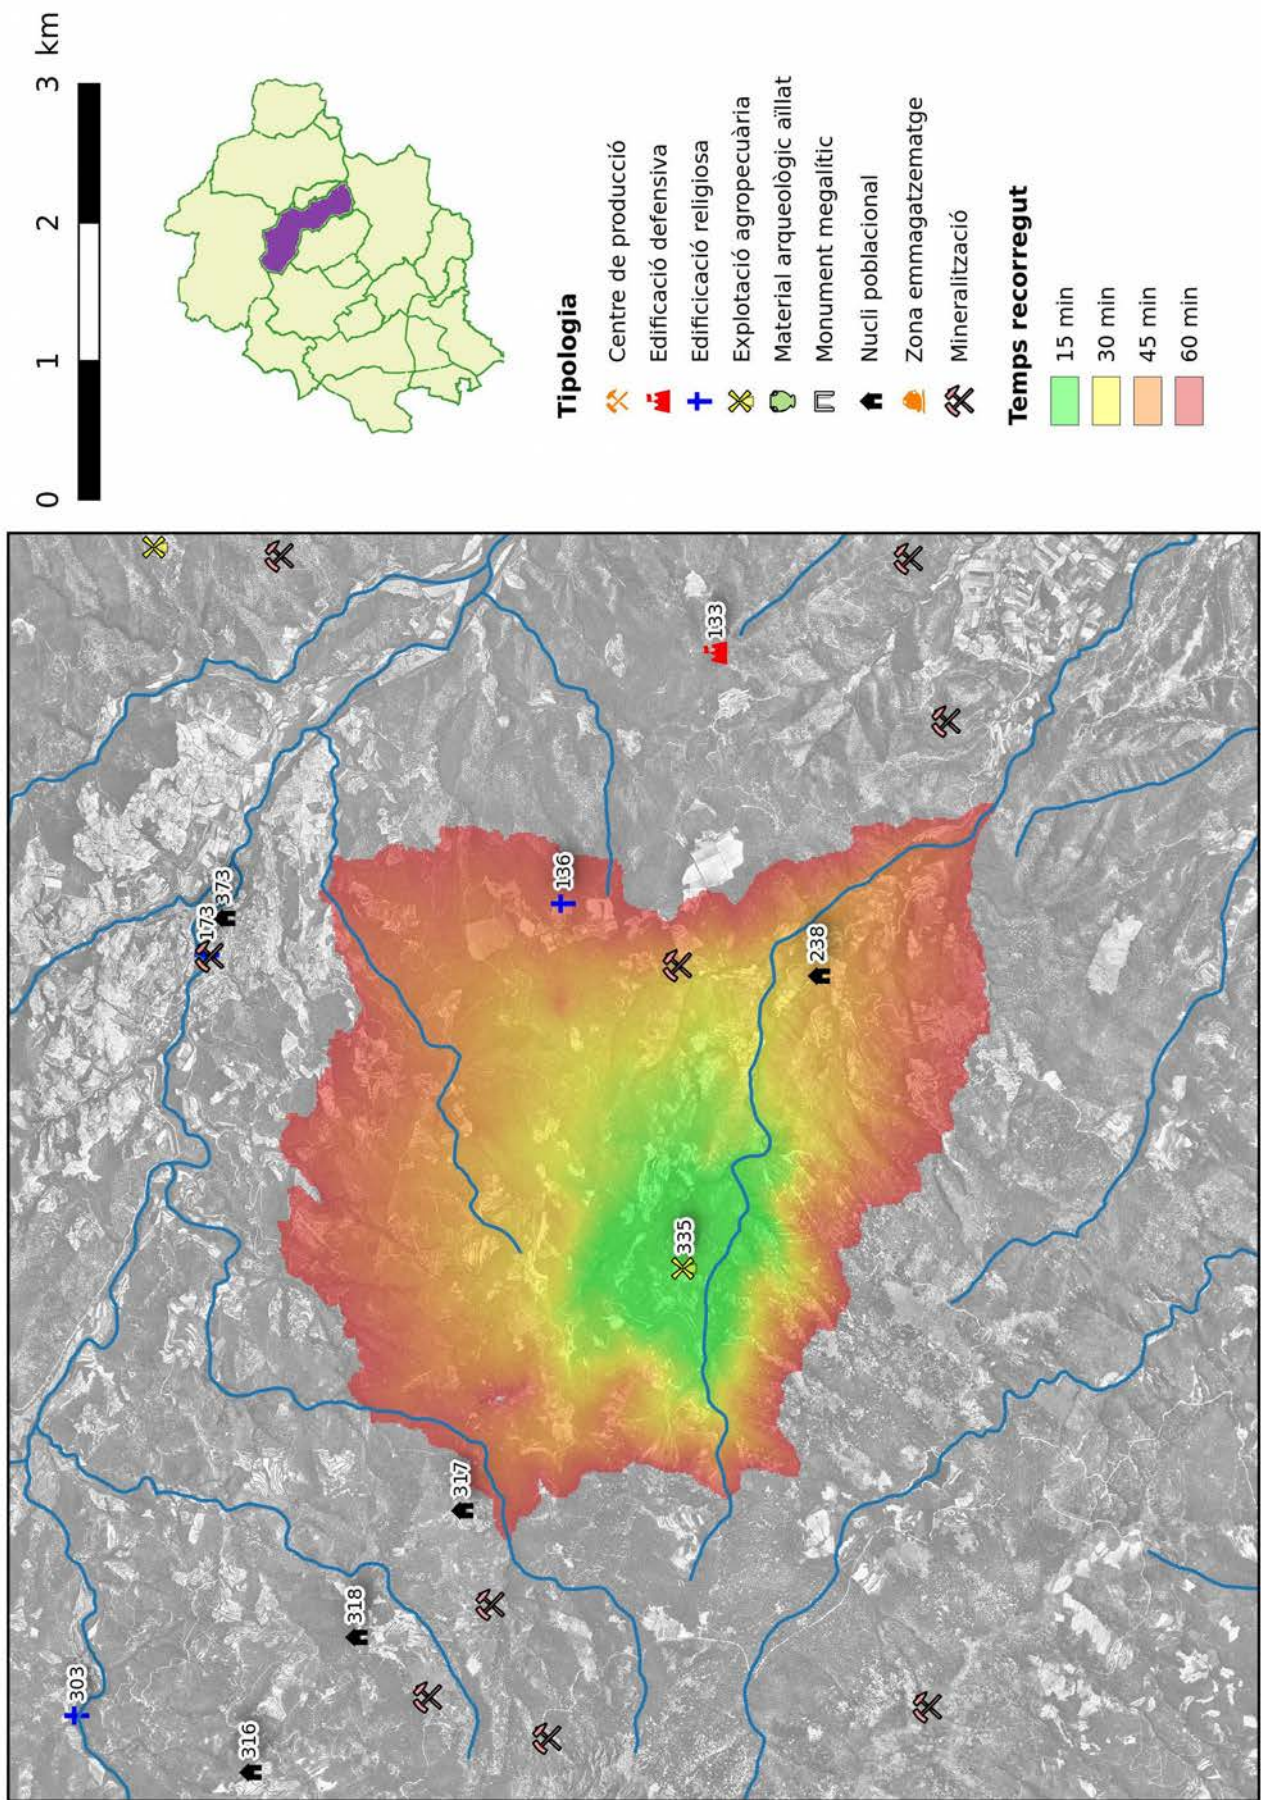 303
316
318
317
173
373
136
335
238
133
0 1 2 3 km
Tipologia
Centre de producció
Edificació defensiva
Edificicació religiosa
Explotació agropecuària
Material arqueològic aïllat
Monument megalític
Nucli poblacional
Zona emmagatzematge
Mineralització
Temps recorregut
15 min
30 min
45 min
60 min